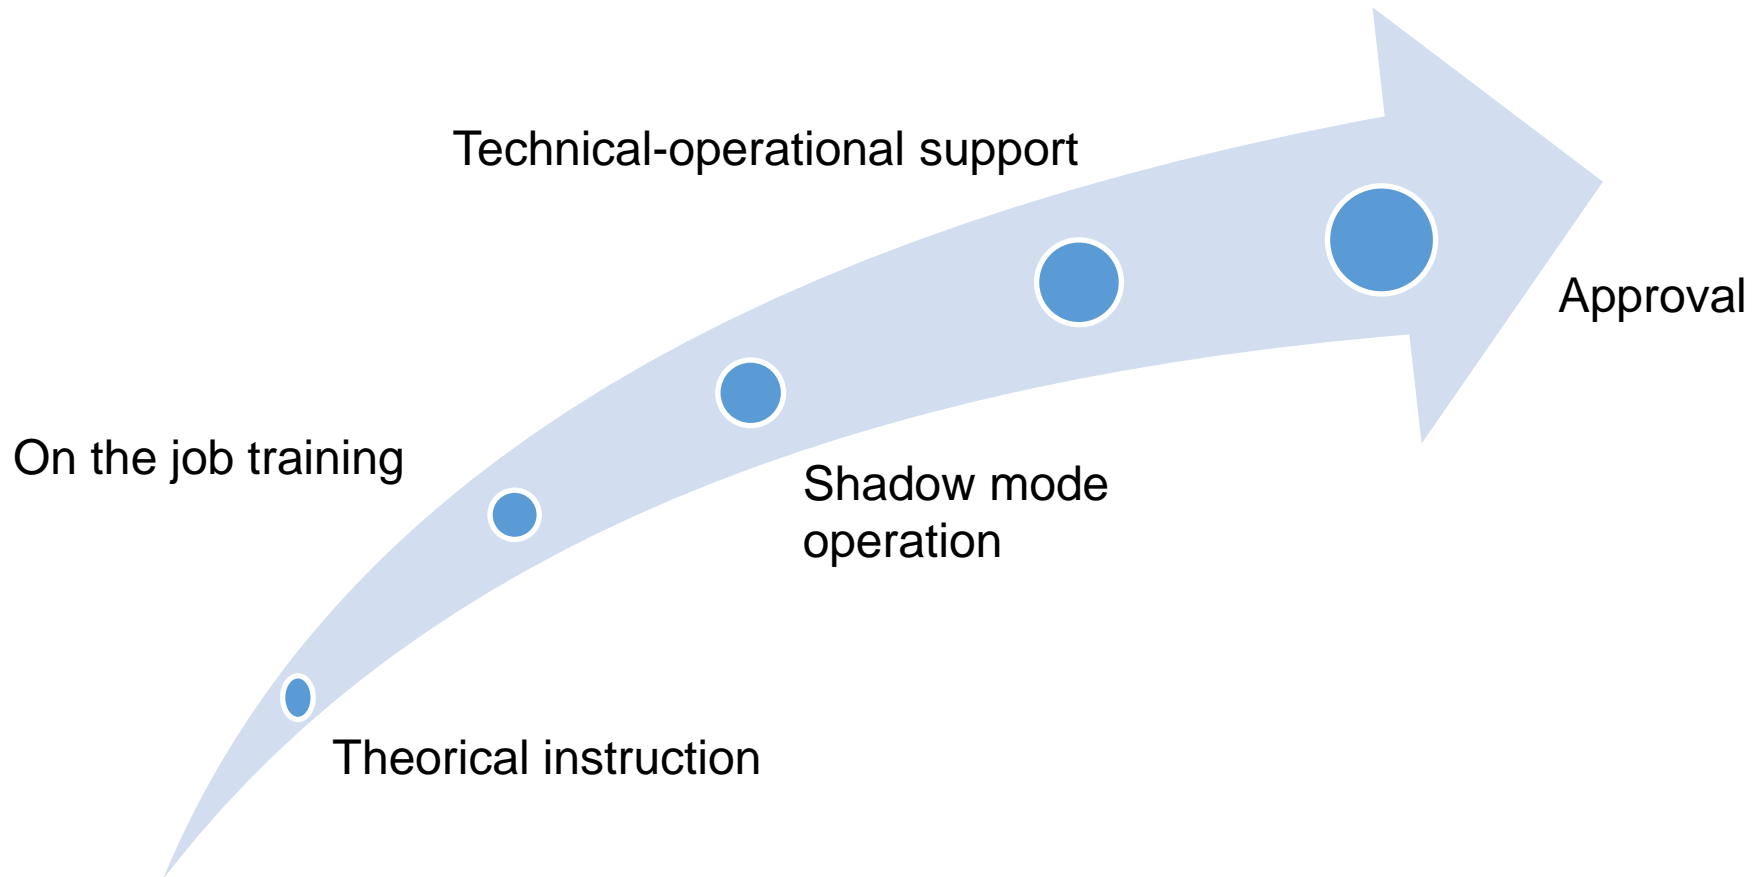 Technical-operational support
Approval
On the job training
Shadow mode
operation
Theorical instruction